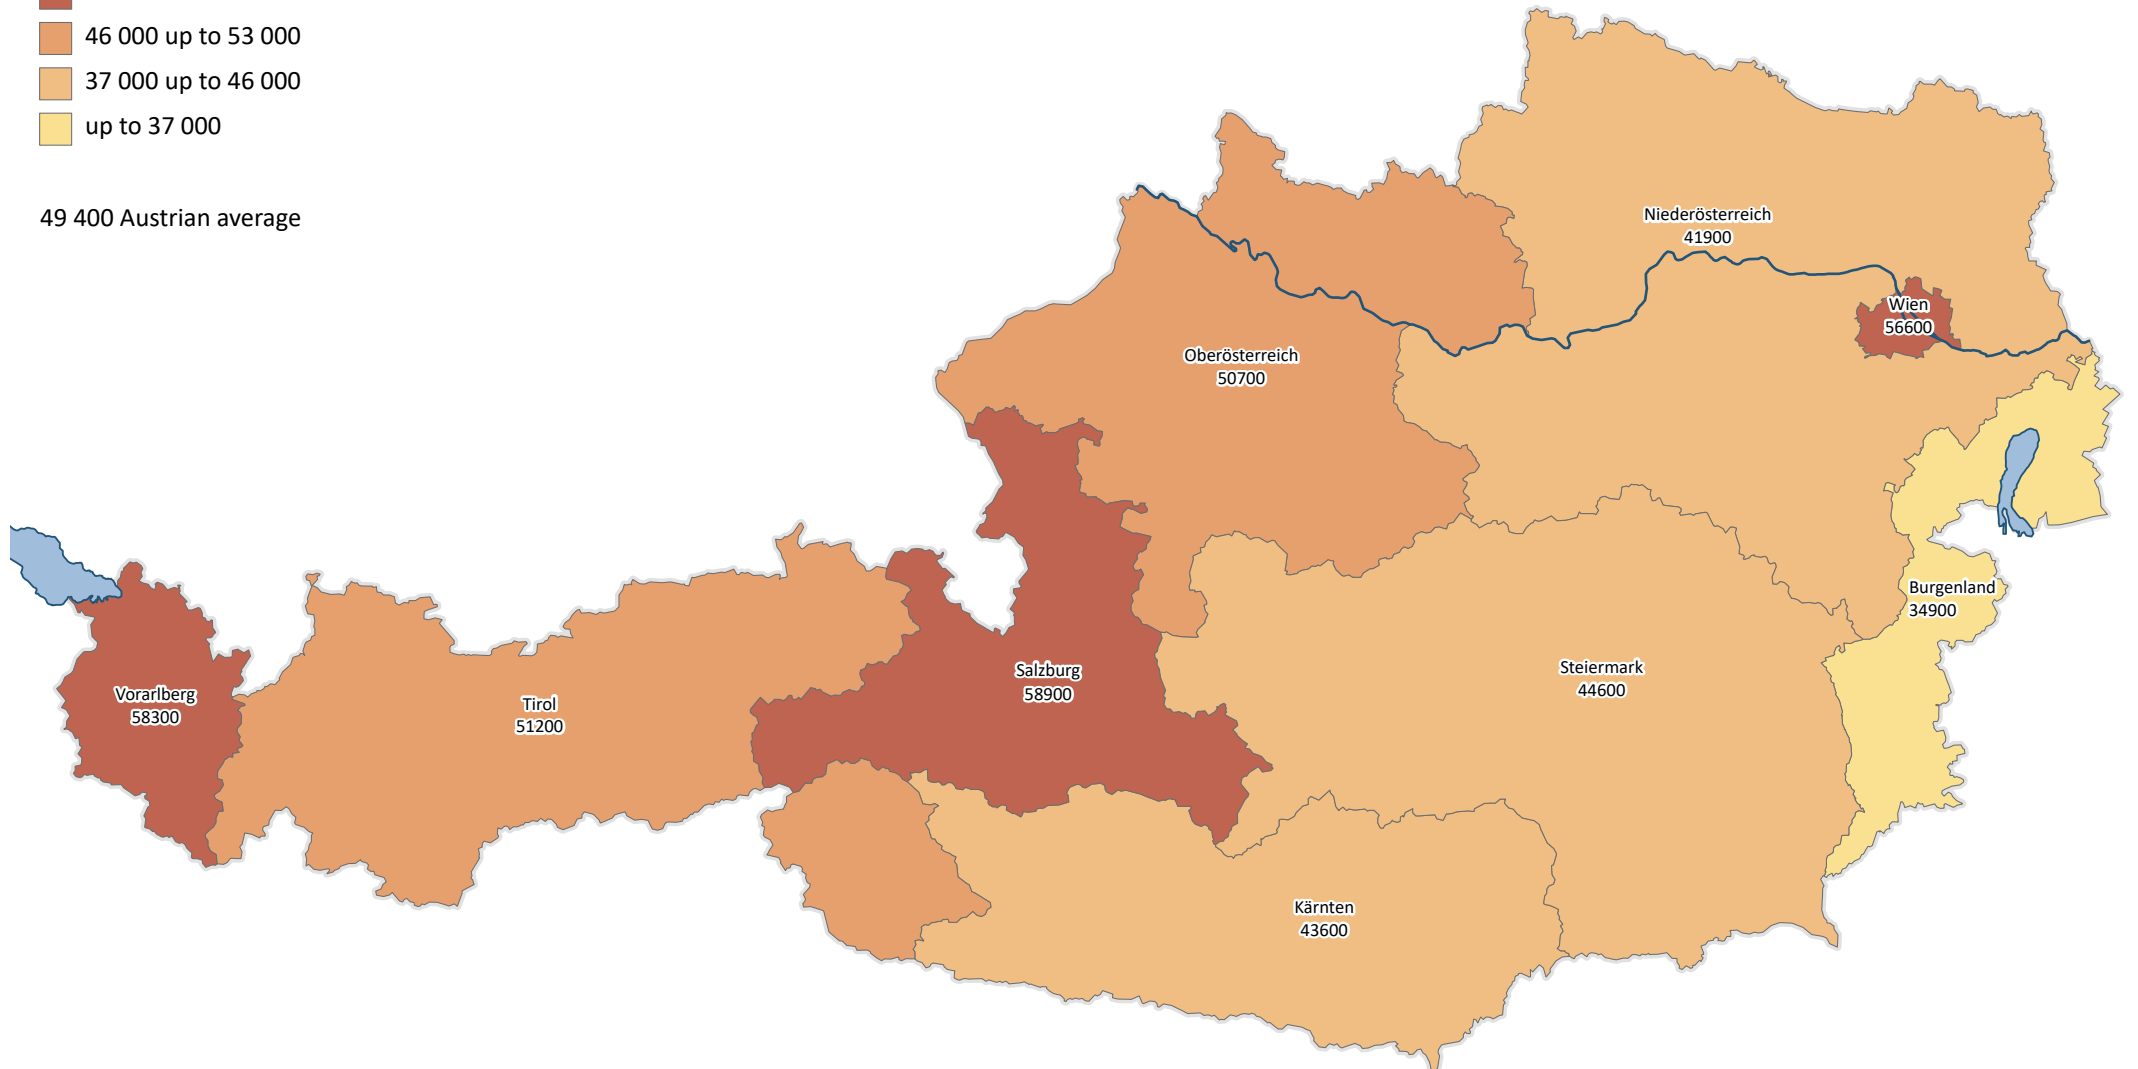 46 000 up to 53 000
37 000 up to 46 000
up to 37 000
49 400 Austrian average
Niederösterreich
41900
Wien
56600
Oberösterreich
50700
Burgenland
34900
Salzburg
58900
Steiermark
44600
Vorarlberg
58300
Tirol
51200
Kärnten
43600